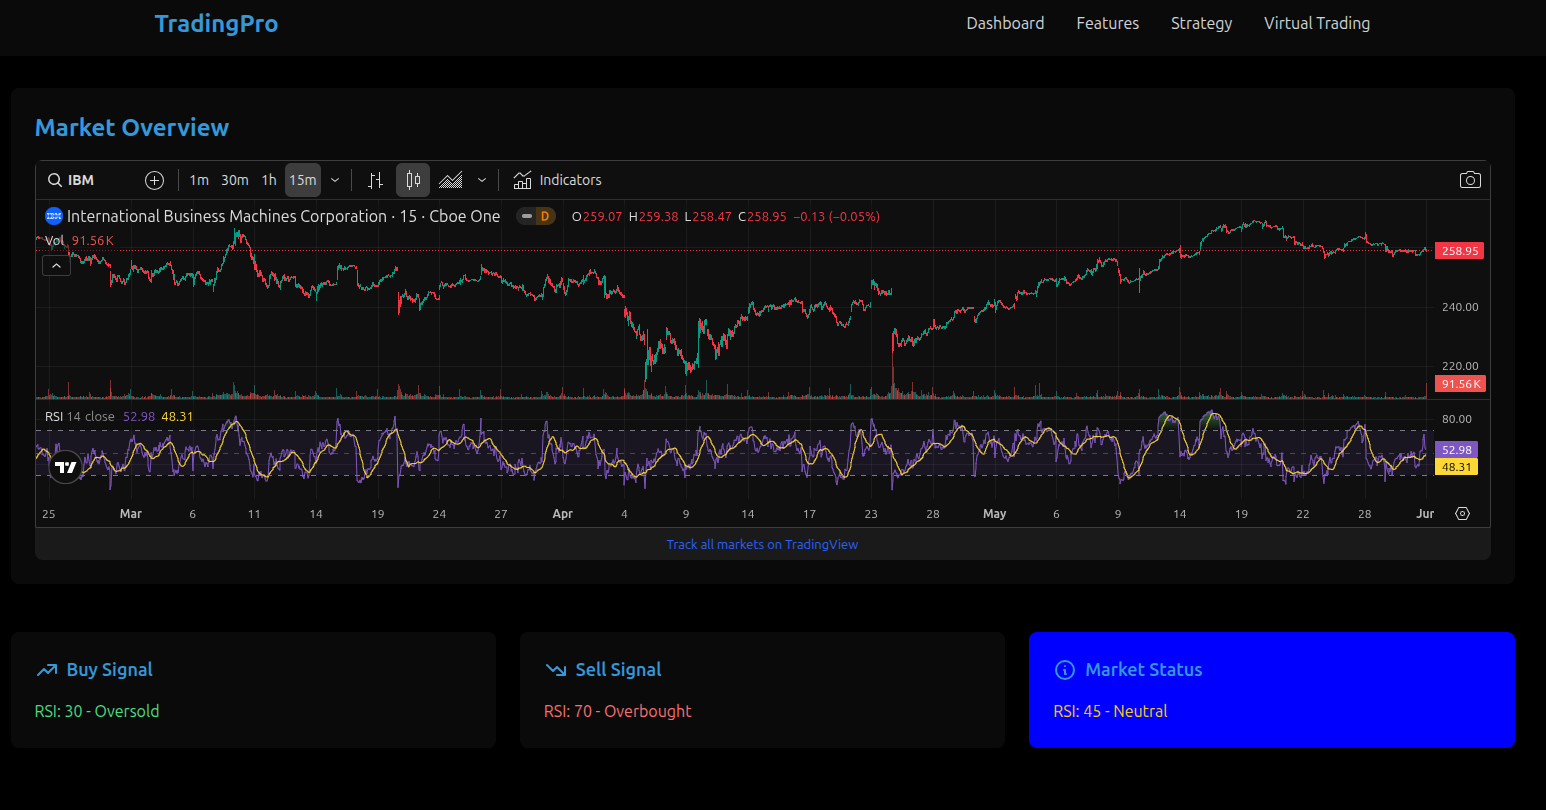 TradingPro
Dashboard Features Strategy Virtual Trading
Market Overview
IBM 1m 30m 1h 15m Indicators
IBM International Business Machines Corporation · 15 · Cboe One D O259.07 H259.38 L258.47 C258.95 −0.13 (−0.05%)
Vol 91.56K
258.95
240.00
220.00
91.56K
RSI 14 close 52.98 48.31
80.00
52.98
48.31
25 Mar 6 11 14 19 24 27 Apr 4 9 14 17 23 28 May 6 9 14 19 22 28 Jun
Track all markets on TradingView
Buy Signal
RSI: 30 - Oversold
Sell Signal
RSI: 70 - Overbought
Market Status
RSI: 45 - Neutral